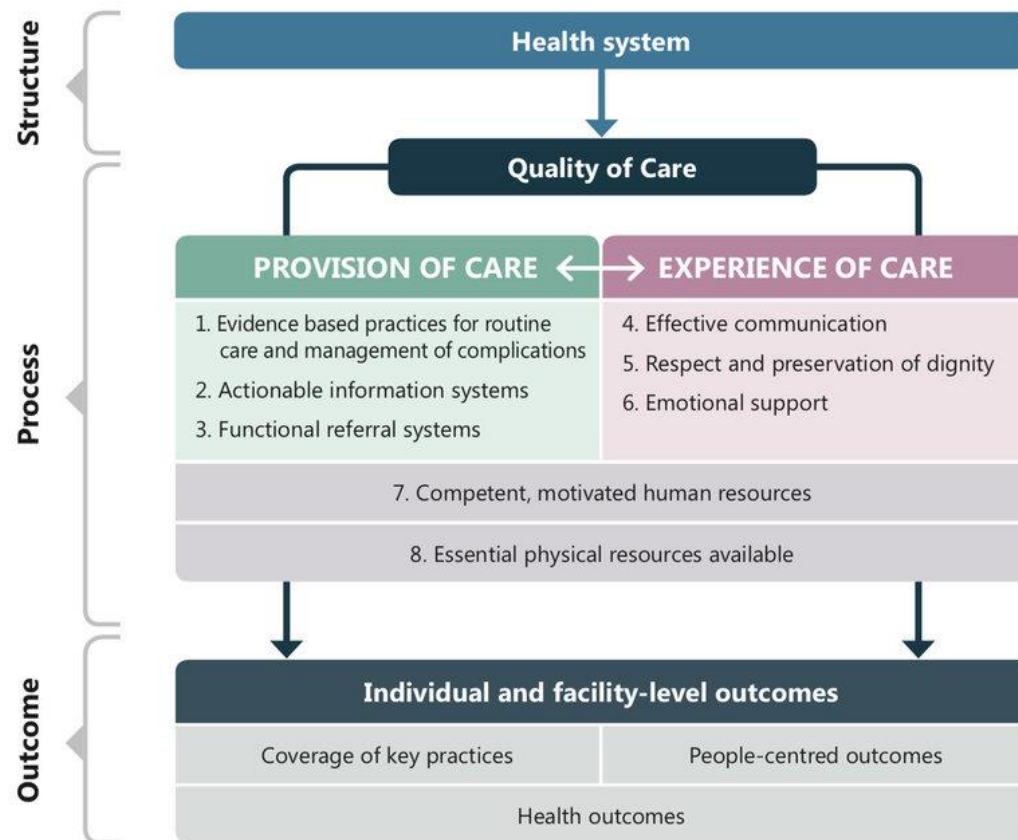 Structure
Health system
Quality of Care
Process
PROVISION OF CARE
EXPERIENCE OF CARE
1. Evidence based practices for routine
care and management of complications
2. Actionable information systems
3. Functional referral systems
4. Effective communication
5. Respect and preservation of dignity
6. Emotional support
7. Competent, motivated human resources
8. Essential physical resources available
Outcome
Individual and facility-level outcomes
Coverage of key practices
People-centred outcomes
Health outcomes